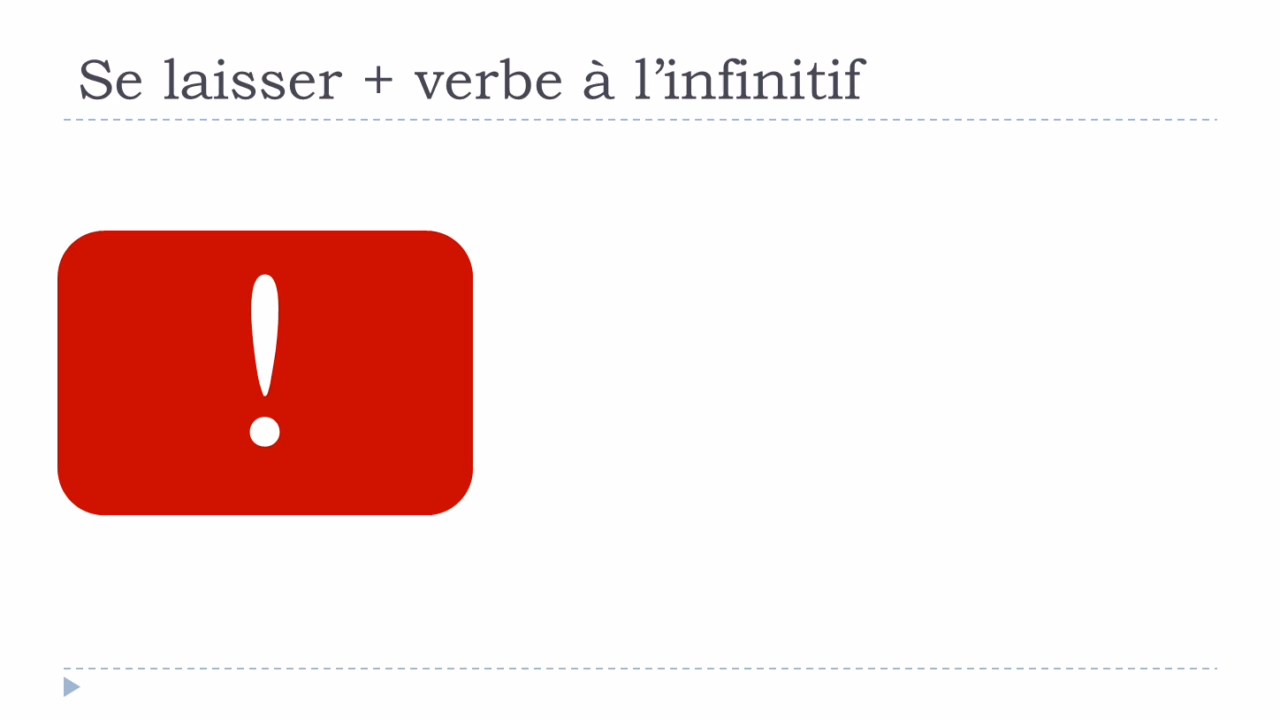 Se laisser + verbe à l’infinitif
!